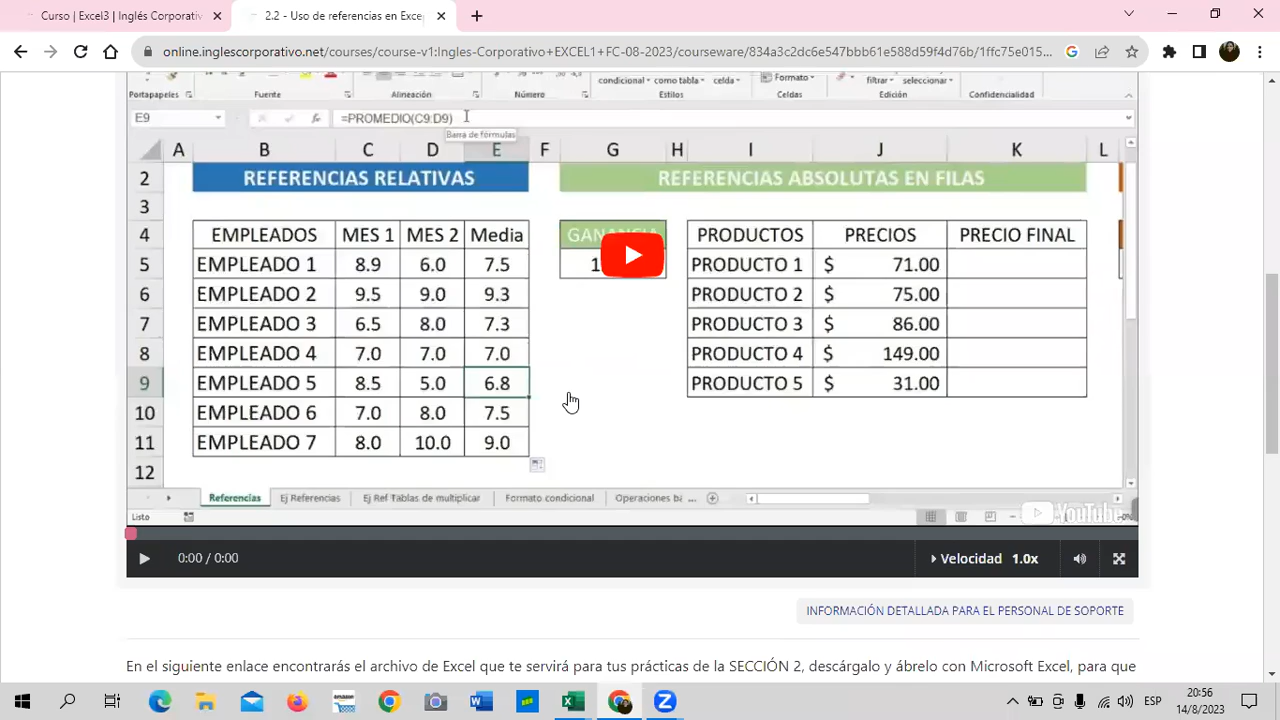 Curso | Excel3 | Inglés Corporativ
2.2 - Uso de referencias en Exce
online.inglescorporativo.net/courses/course-v1:Ingles-Corporativo+EXCEL1+FC-08-2023/courseware/834a3c2dc6e547bbb61e588d59f4d76b/1ffc75e015...
condicional como tabla celda
Formato
filtrar seleccionar
Portapapeles Fuente Alineación Número Estilos Celdas Edición Confidencialidad
E9 =PROMEDIO(C9:D9)
Barra de fórmulas
A B C D E F G H I J K L
2 REFERENCIAS RELATIVAS REFERENCIAS ABSOLUTAS EN FILAS
3
4 EMPLEADOS MES 1 MES 2 Media GANANCIA PRODUCTOS PRECIOS PRECIO FINAL
5 EMPLEADO 1 8.9 6.0 7.5 1 PRODUCTO 1 $ 71.00
6 EMPLEADO 2 9.5 9.0 9.3 PRODUCTO 2 $ 75.00
7 EMPLEADO 3 6.5 8.0 7.3 PRODUCTO 3 $ 86.00
8 EMPLEADO 4 7.0 7.0 7.0 PRODUCTO 4 $ 149.00
9 EMPLEADO 5 8.5 5.0 6.8 PRODUCTO 5 $ 31.00
10 EMPLEADO 6 7.0 8.0 7.5
11 EMPLEADO 7 8.0 10.0 9.0
12
Referencias Ej Referencias Ej Ref Tablas de multiplicar Formato condicional Operaciones ba ...
Listo
YouTube
0:00 / 0:00
Velocidad 1.0x
INFORMACIÓN DETALLADA PARA EL PERSONAL DE SOPORTE
En el siguiente enlace encontrarás el archivo de Excel que te servirá para tus prácticas de la SECCIÓN 2, descárgalo y ábrelo con Microsoft Excel, para que
amazon
ESP
20:56
14/8/2023